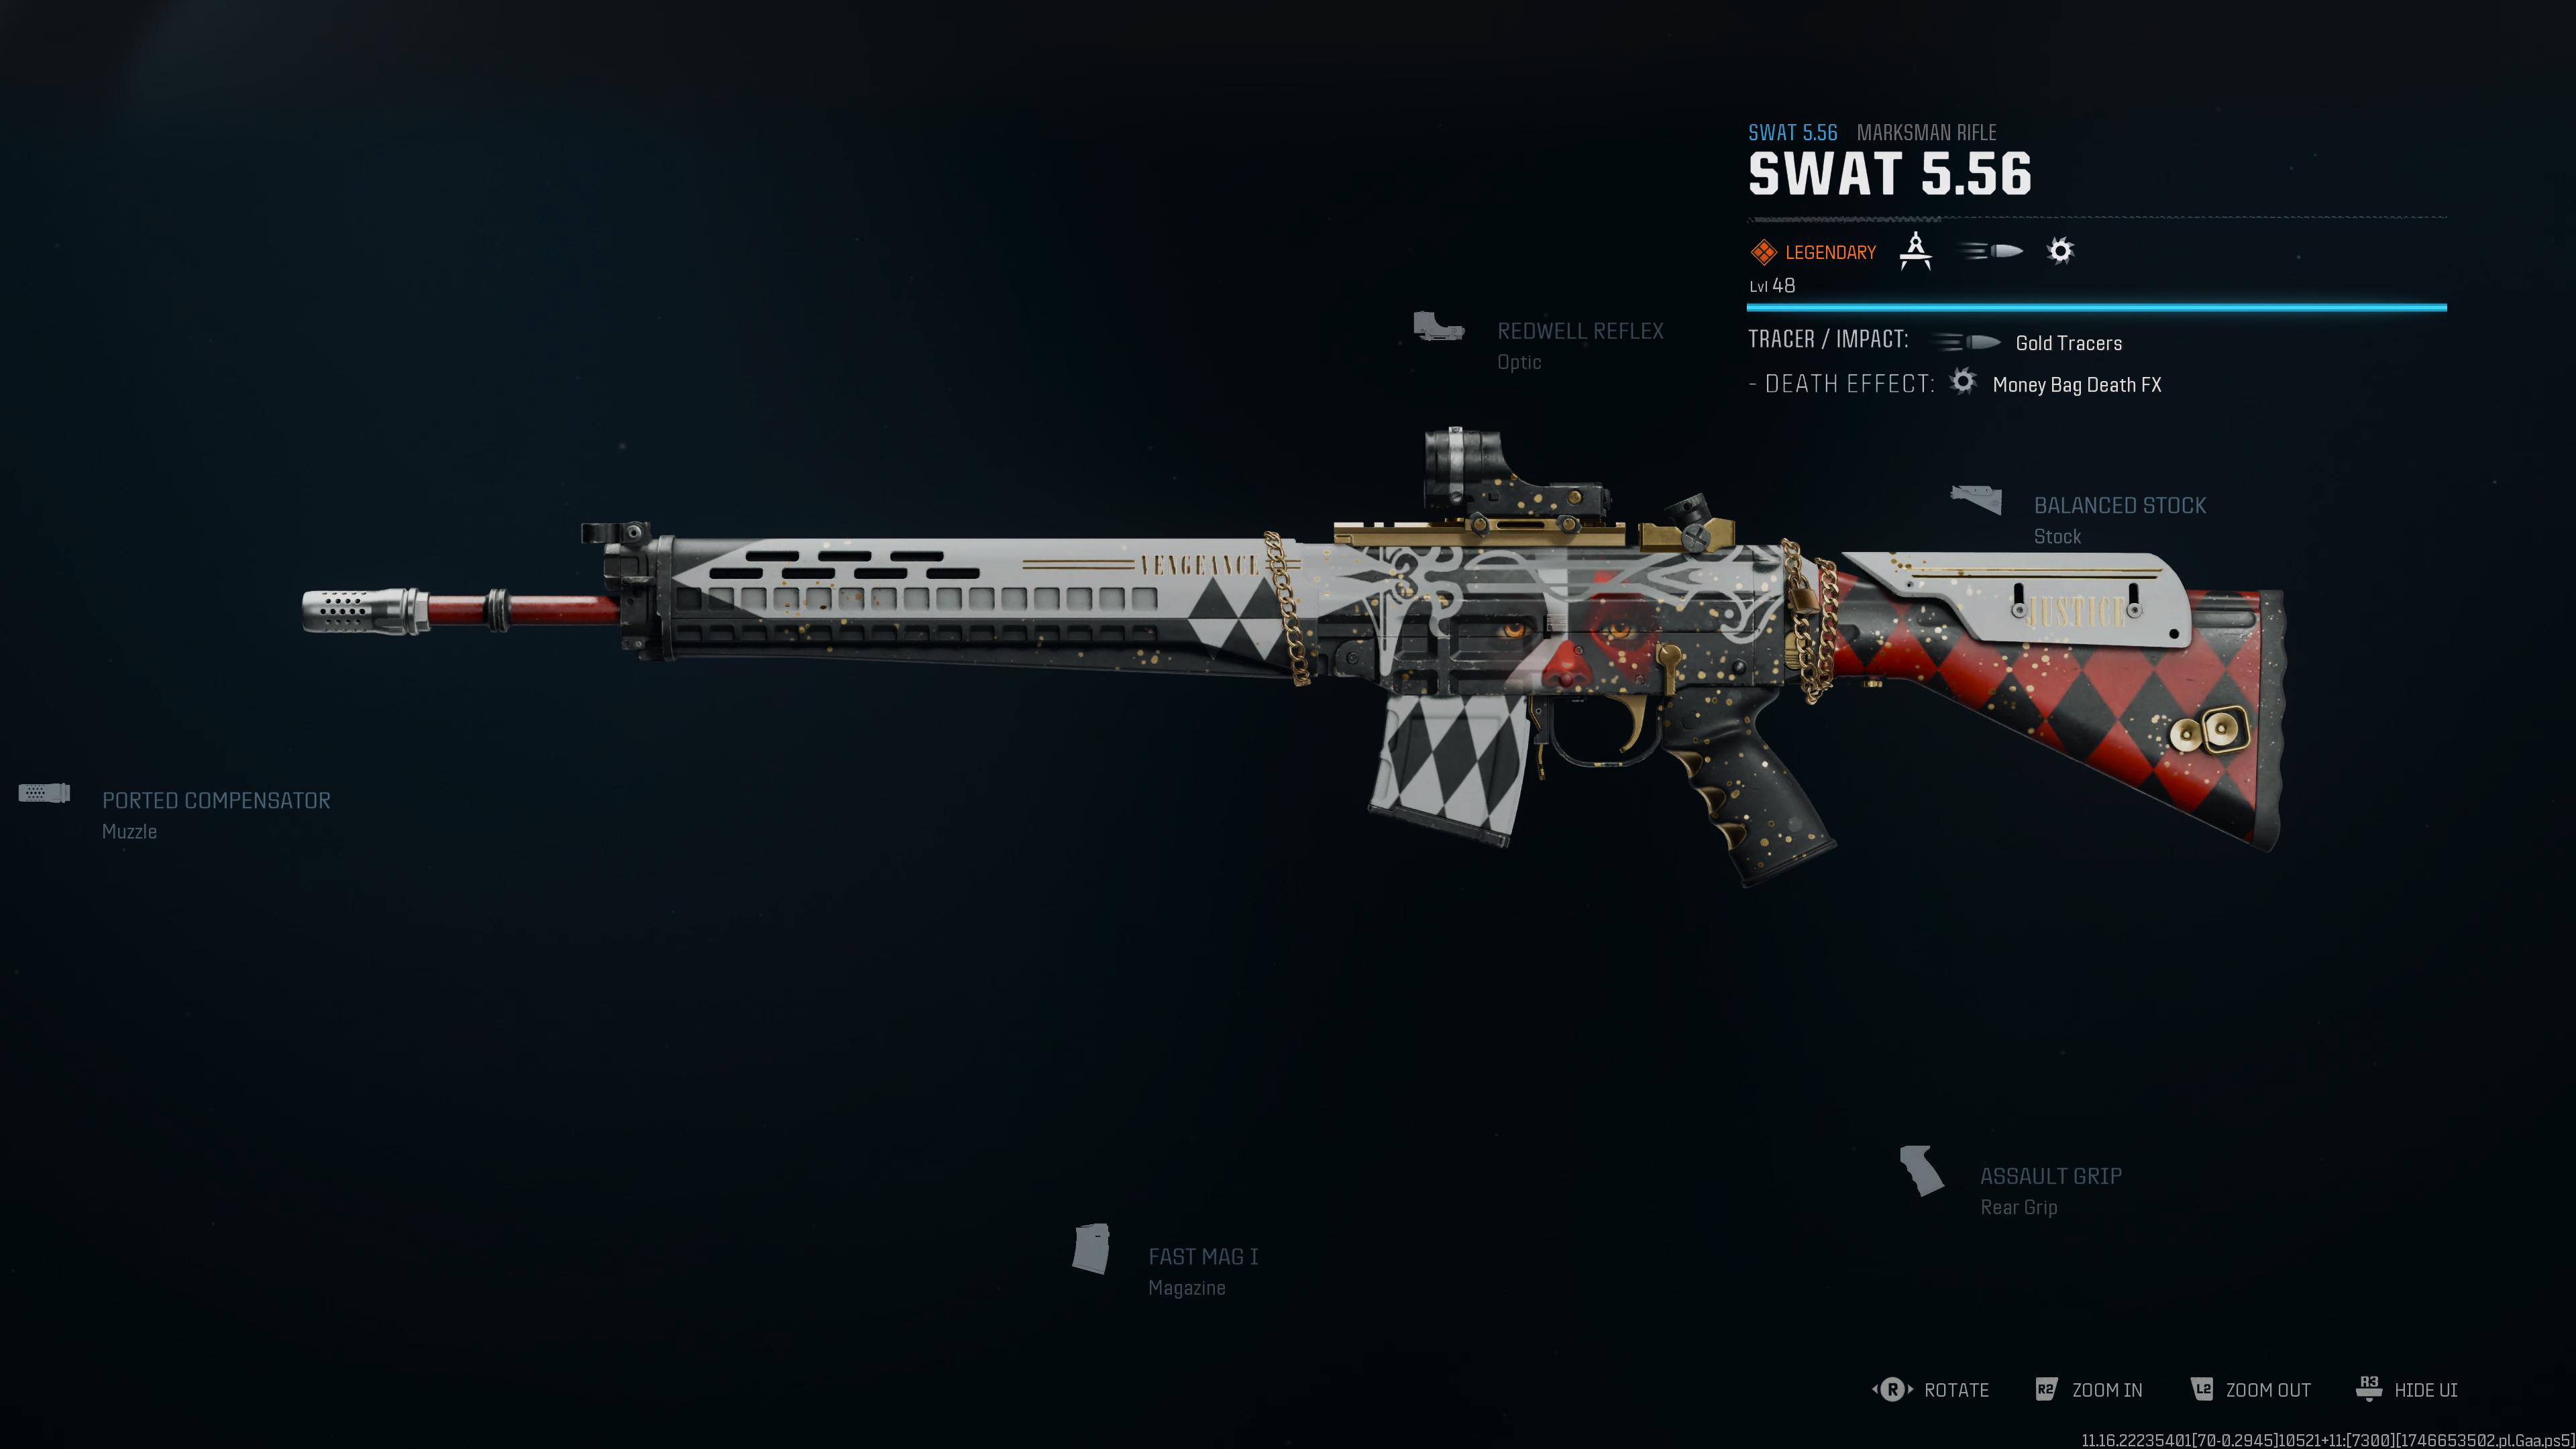 SWAT 5.56 MARKSMAN RIFLE
SWAT 5.56
LEGENDARY
Lvl 48
TRACER / IMPACT: Gold Tracers
- DEATH EFFECT: Money Bag Death FX
REDWELL REFLEX
Optic
BALANCED STOCK
Stock
VENGEANCE
JUSTICE
PORTED COMPENSATOR
Muzzle
ASSAULT GRIP
Rear Grip
FAST MAG I
Magazine
R ROTATE R2 ZOOM IN L2 ZOOM OUT R3 HIDE UI
11.16.22235401[70-0.2945]10521+11:[7300][1746653502.pl.Gaa.ps5]